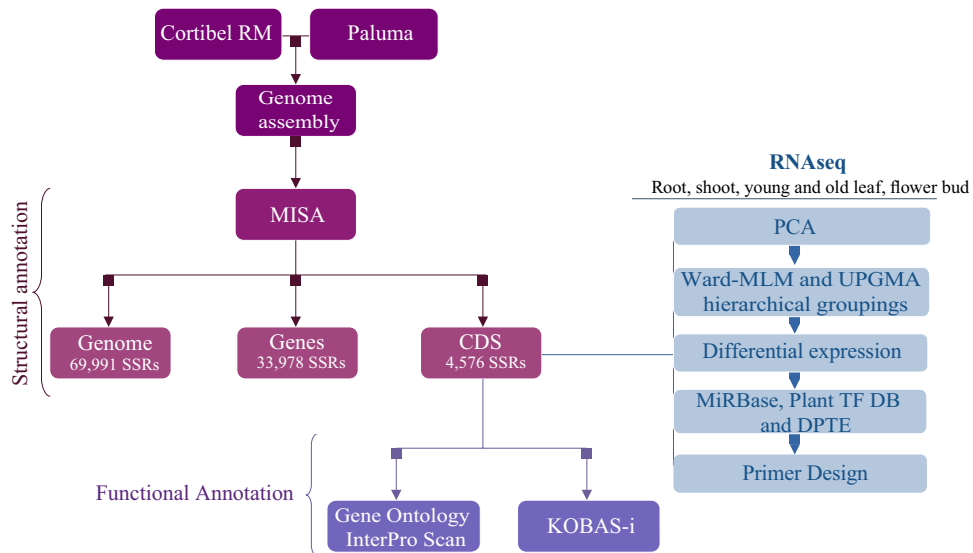 Cortibel RM
Paluma
Genome
assembly
MISA
Structural annotation
Genome
69,991 SSRs
Genes
33,978 SSRs
CDS
4,576 SSRs
Functional Annotation
Gene Ontology
InterPro Scan
KOBAS-i
RNAseq
Root, shoot, young and old leaf, flower bud
PCA
Ward-MLM and UPGMA
hierarchical groupings
Differential expression
MiRBase, Plant TF DB
and DPTE
Primer Design